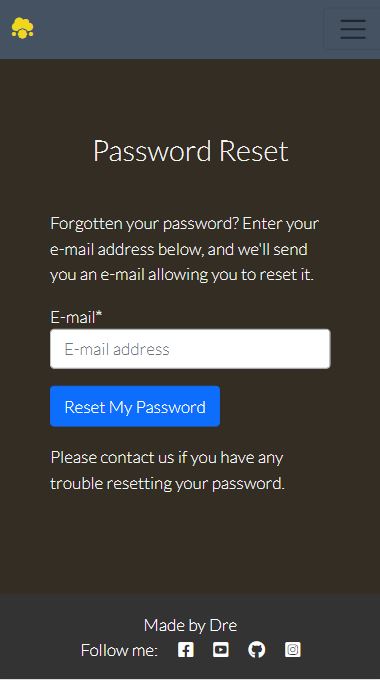 Password Reset
Forgotten your password? Enter your
e-mail address below, and we'll send
you an e-mail allowing you to reset it.
E-mail*
E-mail address
Reset My Password
Please contact us if you have any
trouble resetting your password.
Made by Dre
Follow me: